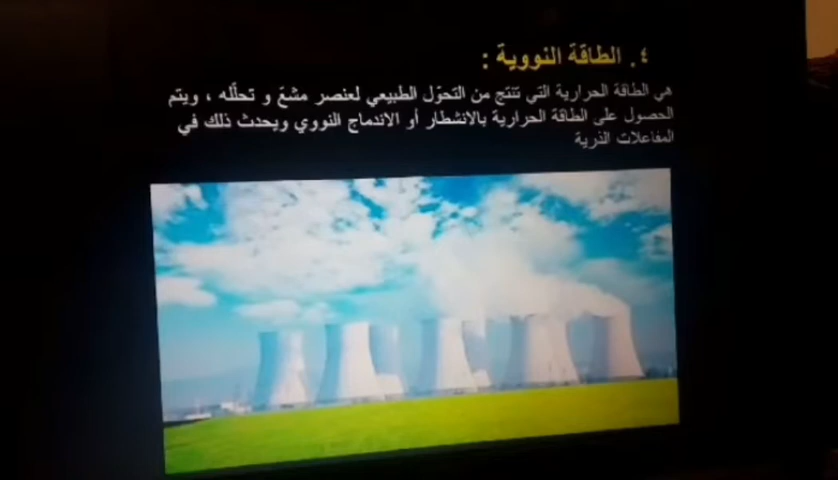 ٤. الطاقة النووية :
هي الطاقة الحرارية التي تنتج من التحوّل الطبيعي لعنصر مشعّ و تحلّله ، ويتم
الحصول على الطاقة الحرارية بالانشطار أو الاندماج النووي ويحدث ذلك في
المفاعلات الذرية